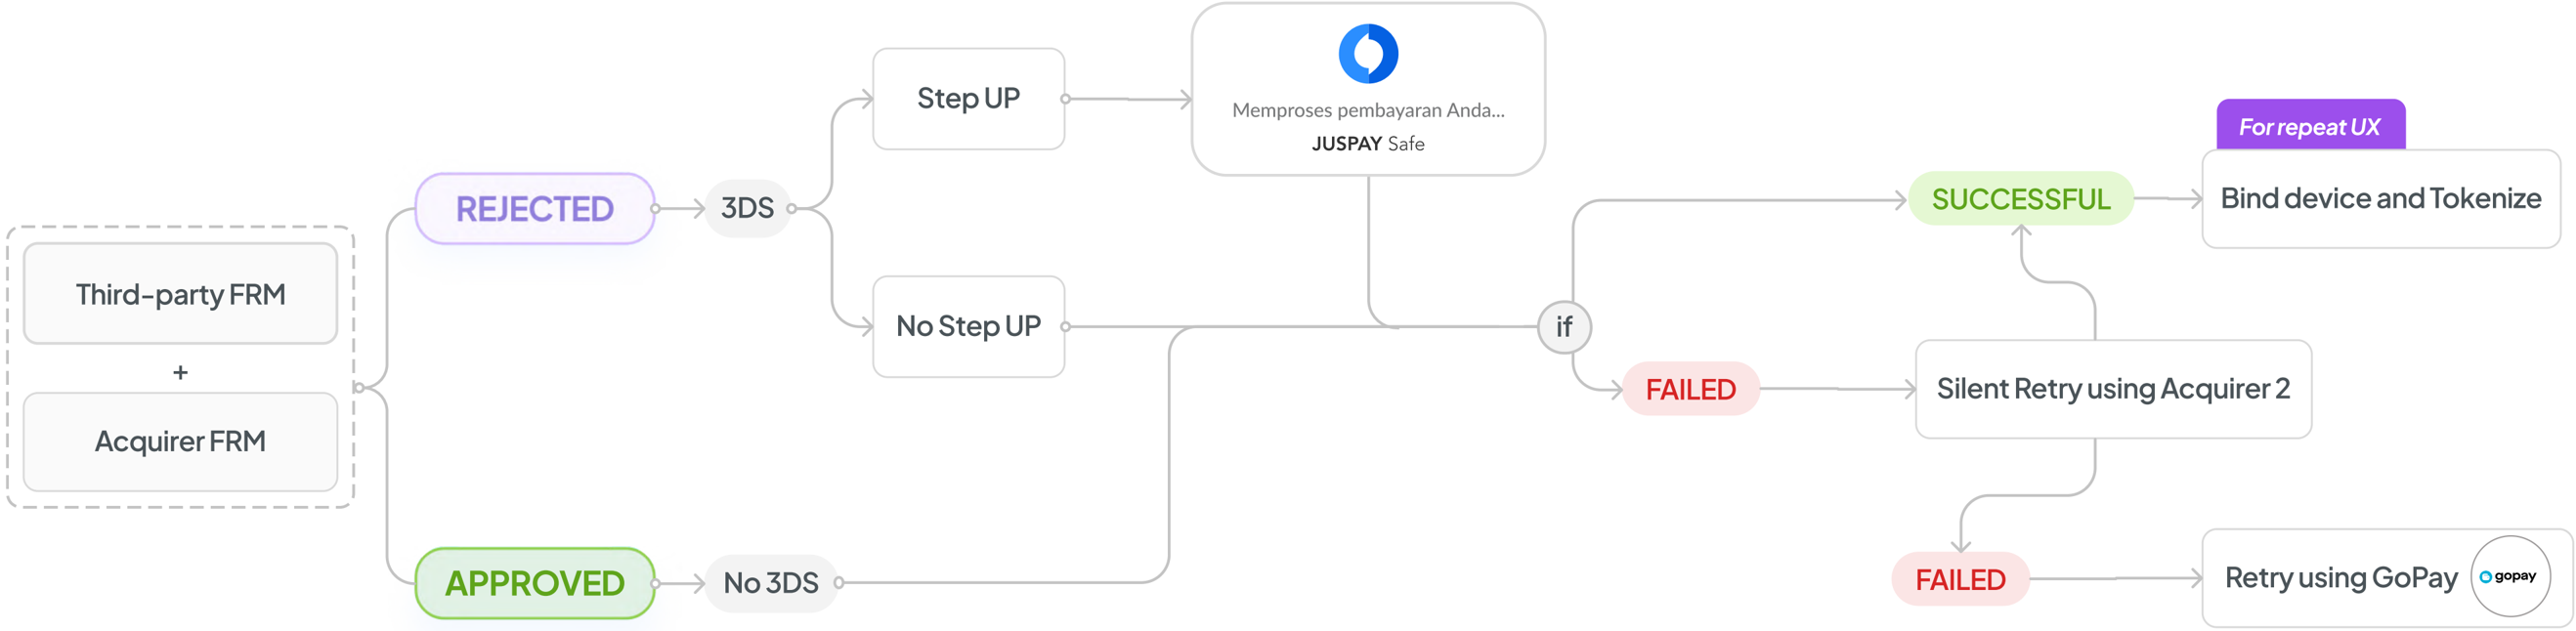 Third-party FRM
+
Acquirer FRM
REJECTED
3DS
Step UP
Memproses pembayaran Anda...
JUSPAY Safe
No Step UP
APPROVED
No 3DS
if
SUCCESSFUL
For repeat UX
Bind device and Tokenize
FAILED
Silent Retry using Acquirer 2
FAILED
Retry using GoPay
gopay